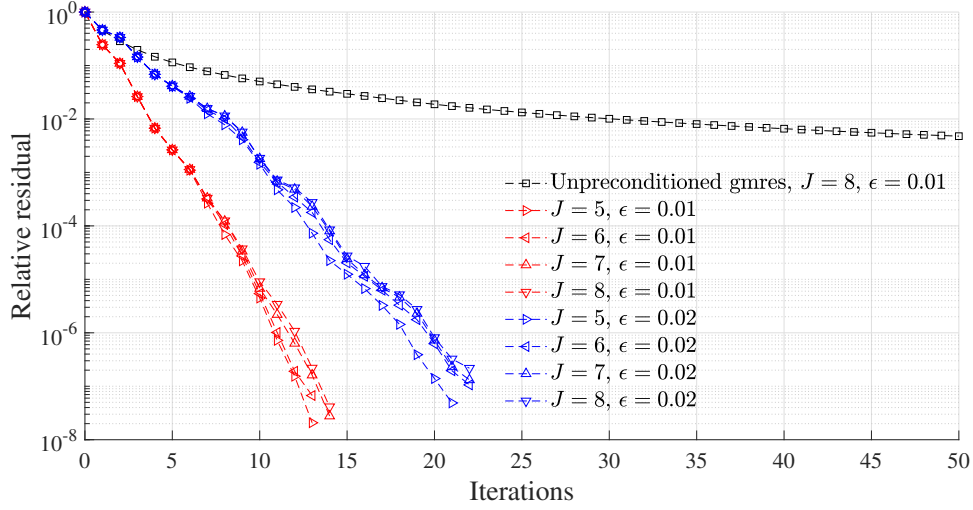 10^0
10^-2
10^-4
10^-6
10^-8
Relative residual
0 5 10 15 20 25 30 35 40 45 50
Iterations
Unpreconditioned gmres, J = 8, ϵ = 0.01
J = 5, ϵ = 0.01
J = 6, ϵ = 0.01
J = 7, ϵ = 0.01
J = 8, ϵ = 0.01
J = 5, ϵ = 0.02
J = 6, ϵ = 0.02
J = 7, ϵ = 0.02
J = 8, ϵ = 0.02